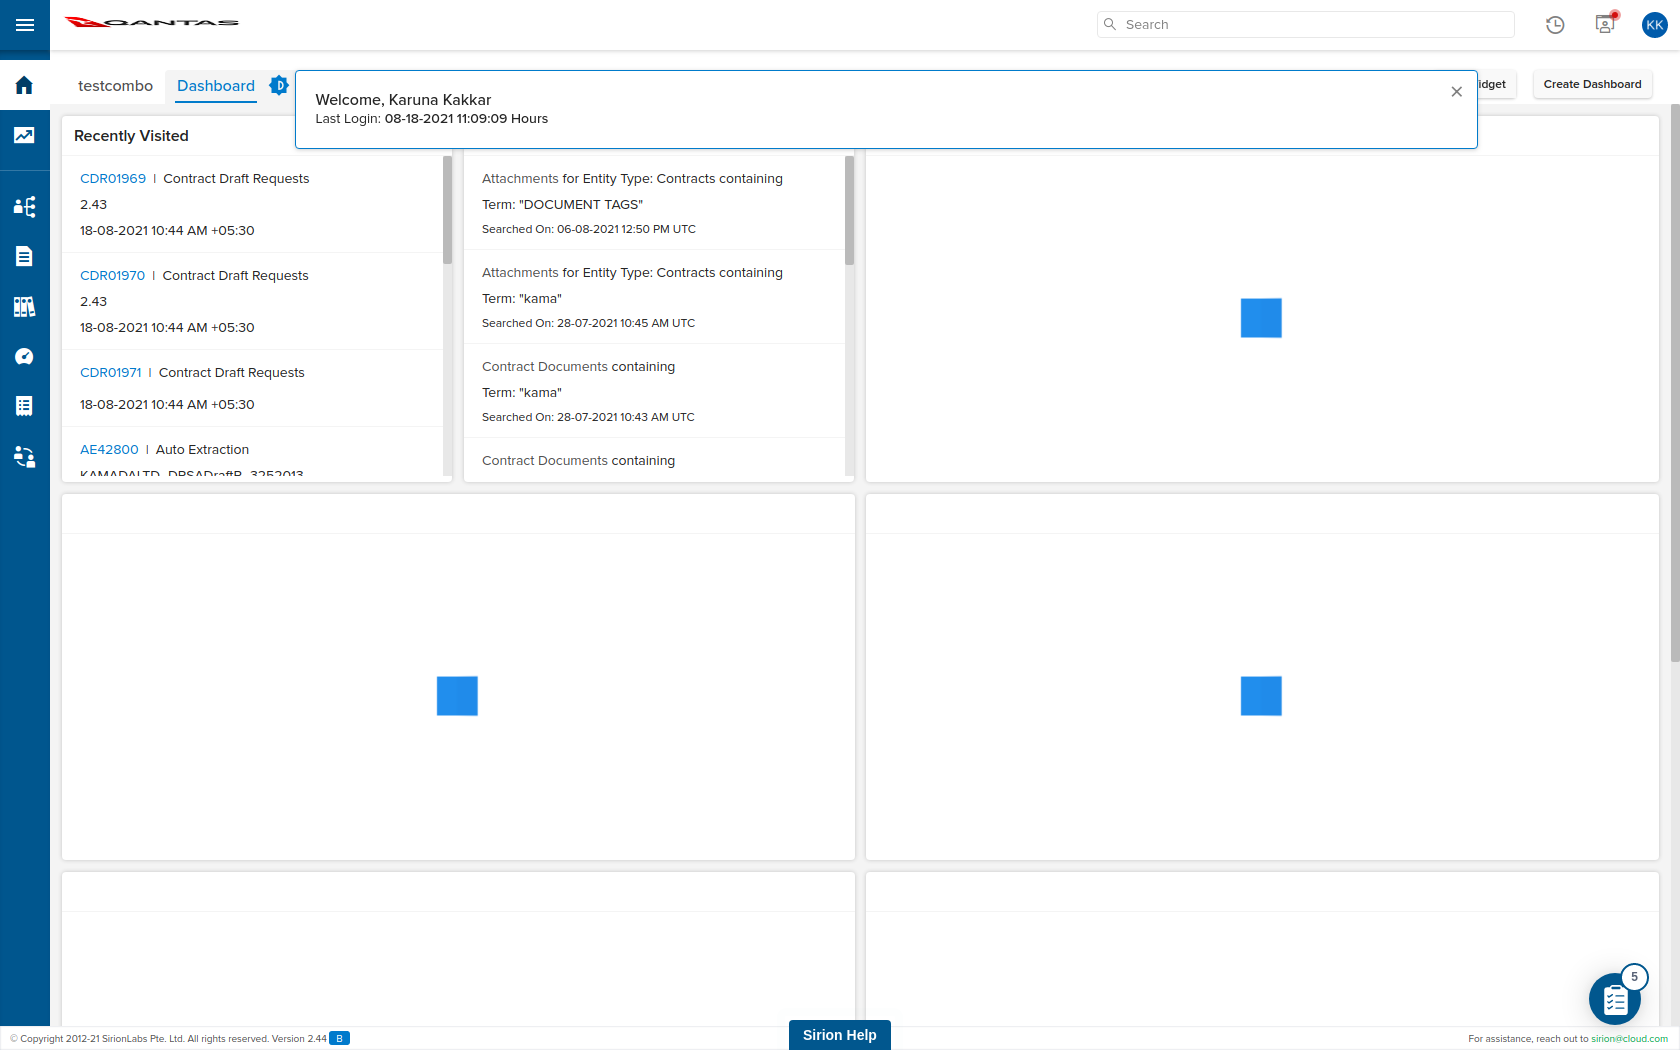 QANTAS
Search
KK
testcombo
Dashboard
D
Welcome, Karuna Kakkar
Last Login: 08-18-2021 11:09:09 Hours
Create Dashboard
Recently Visited
CDR01969 | Contract Draft Requests
2.43
18-08-2021 10:44 AM +05:30
CDR01970 | Contract Draft Requests
2.43
18-08-2021 10:44 AM +05:30
CDR01971 | Contract Draft Requests
18-08-2021 10:44 AM +05:30
AE42800 | Auto Extraction
Attachments for Entity Type: Contracts containing
Term: "DOCUMENT TAGS"
Searched On: 06-08-2021 12:50 PM UTC
Attachments for Entity Type: Contracts containing
Term: "kama"
Searched On: 28-07-2021 10:45 AM UTC
Contract Documents containing
Term: "kama"
Searched On: 28-07-2021 10:43 AM UTC
Contract Documents containing
5
© Copyright 2012-21 SirionLabs Pte. Ltd. All rights reserved. Version 2.44 B
Sirion Help
For assistance, reach out to sirion@cloud.com